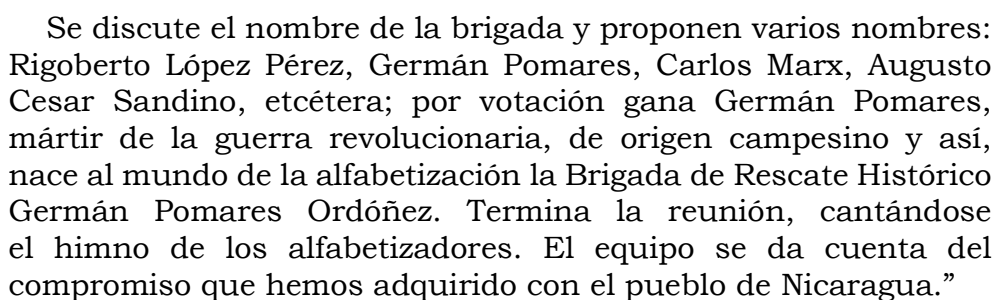 Se discute el nombre de la brigada y proponen varios nombres:
Rigoberto López Pérez, Germán Pomares, Carlos Marx, Augusto
Cesar Sandino, etcétera; por votación gana Germán Pomares,
mártir de la guerra revolucionaria, de origen campesino y así,
nace al mundo de la alfabetización la Brigada de Rescate Histórico
Germán Pomares Ordóñez. Termina la reunión, cantándose
el himno de los alfabetizadores. El equipo se da cuenta del
compromiso que hemos adquirido con el pueblo de Nicaragua.”